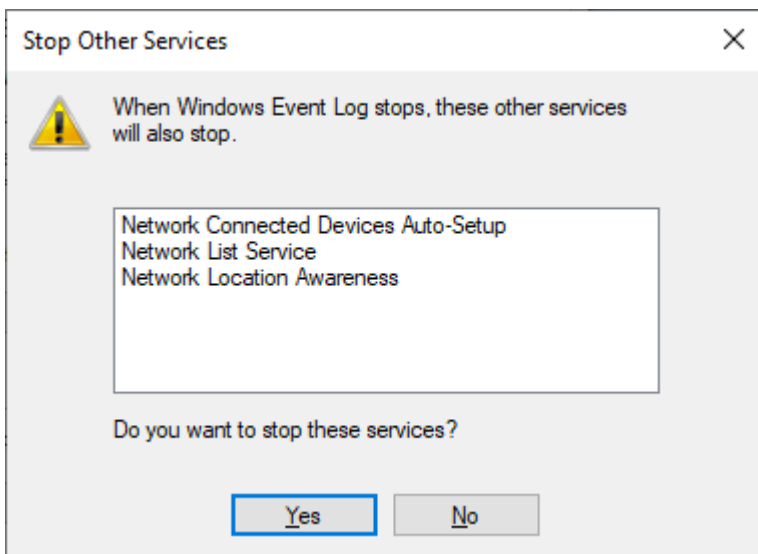 Stop Other Services
When Windows Event Log stops, these other services
will also stop.
Network Connected Devices Auto-Setup
Network List Service
Network Location Awareness
Do you want to stop these services?
Yes
No